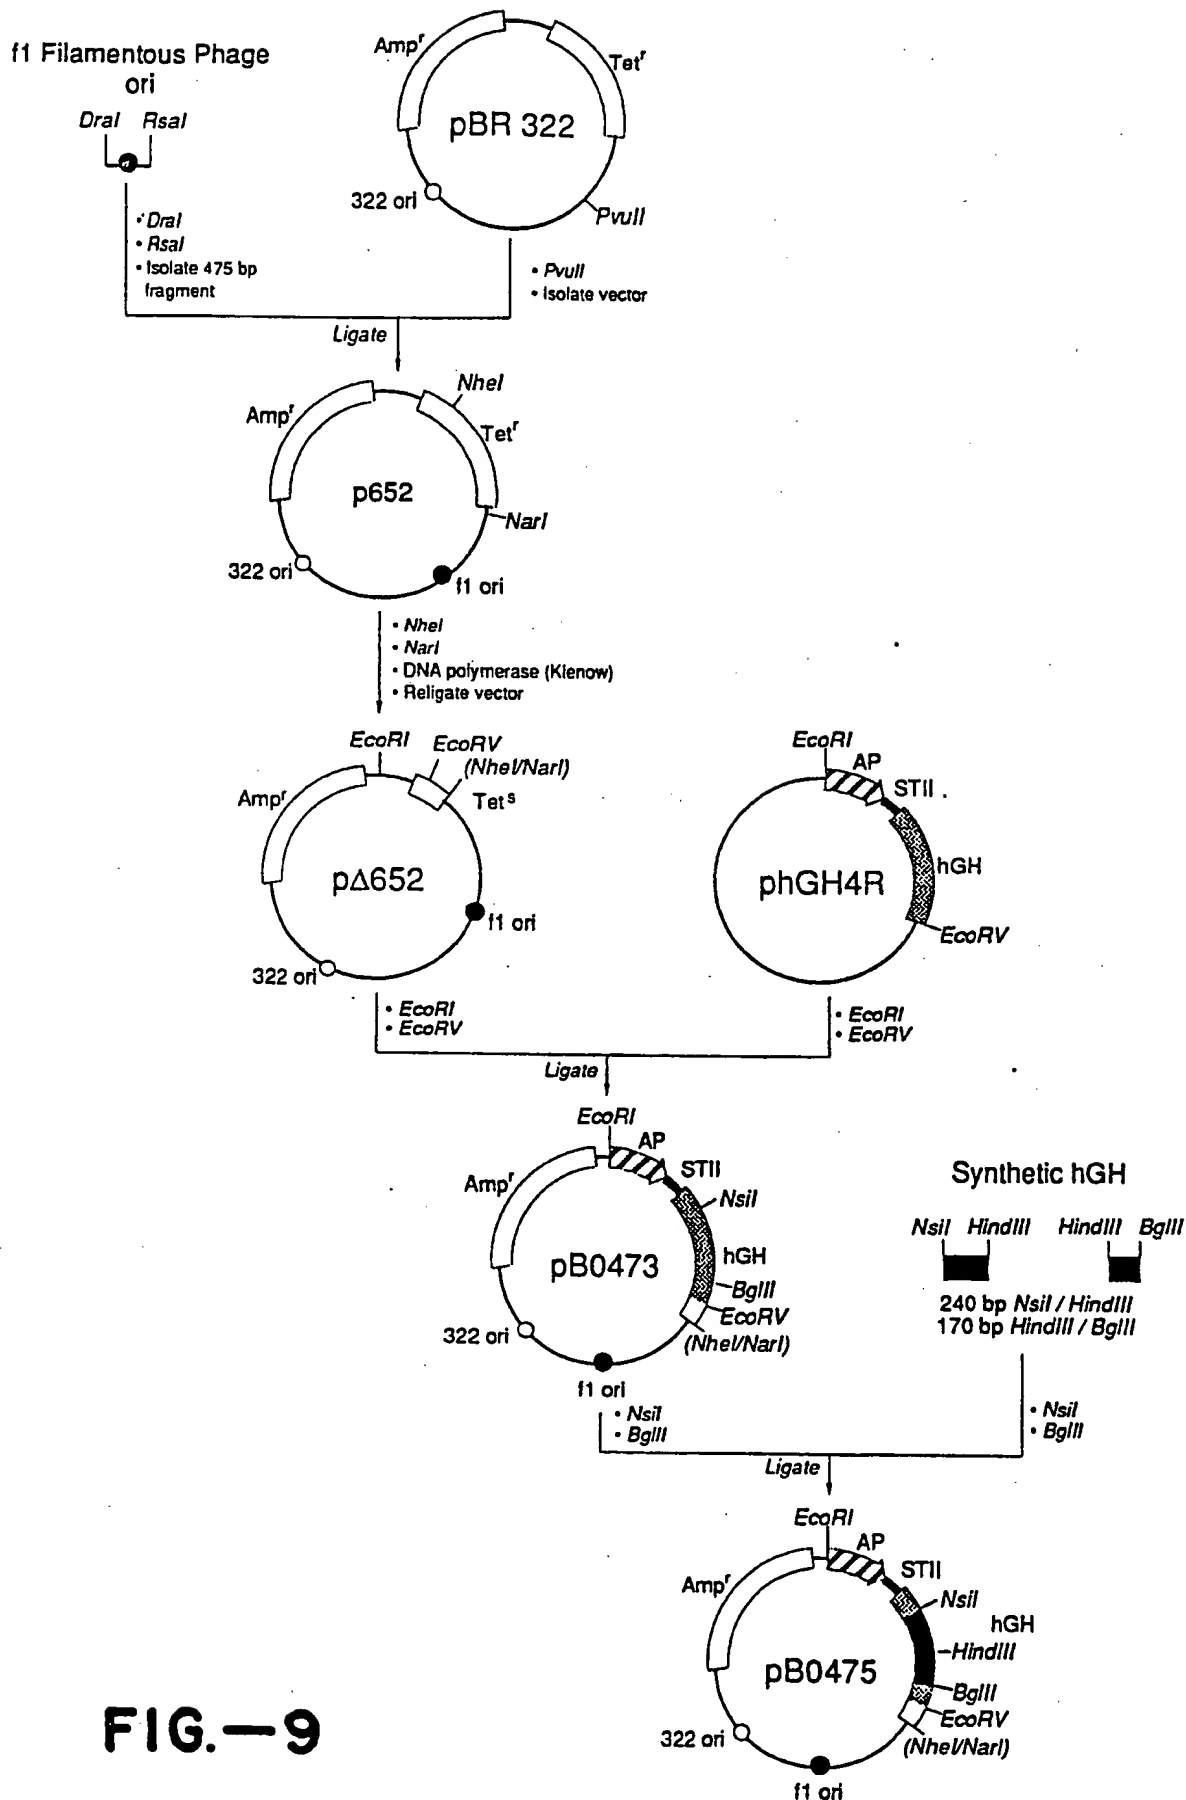 f1 Filamentous Phage
ori
DraI RsaI
• DraI
• RsaI
• Isolate 475 bp
fragment
Ampr
Tetr
pBR 322
322 ori
PvuII
• PvuII
• Isolate vector
Ligate
NheI
Ampr
Tetr
p652
NarI
322 ori
f1 ori
• NheI
• NarI
• DNA polymerase (Klenow)
• Religate vector
EcoRI
EcoRV
(NheI/NarI)
Ampr
Tets
pΔ652
f1 ori
322 ori
• EcoRI
• EcoRV
EcoRI
AP
STII
hGH
phGH4R
EcoRV
• EcoRI
• EcoRV
Ligate
EcoRI
AP
STII
Ampr
NsiI
hGH
pB0473
BglII
EcoRV
(NheI/NarI)
322 ori
f1 ori
• NsiI
• BglII
Synthetic hGH
NsiI HindIII HindIII BglII
240 bp NsiI / HindIII
170 bp HindIII / BglII
• NsiI
• BglII
Ligate
EcoRI
AP
STII
Ampr
NsiI
hGH
HindIII
pB0475
BglII
EcoRV
(NheI/NarI)
322 ori
f1 ori
FIG.—9